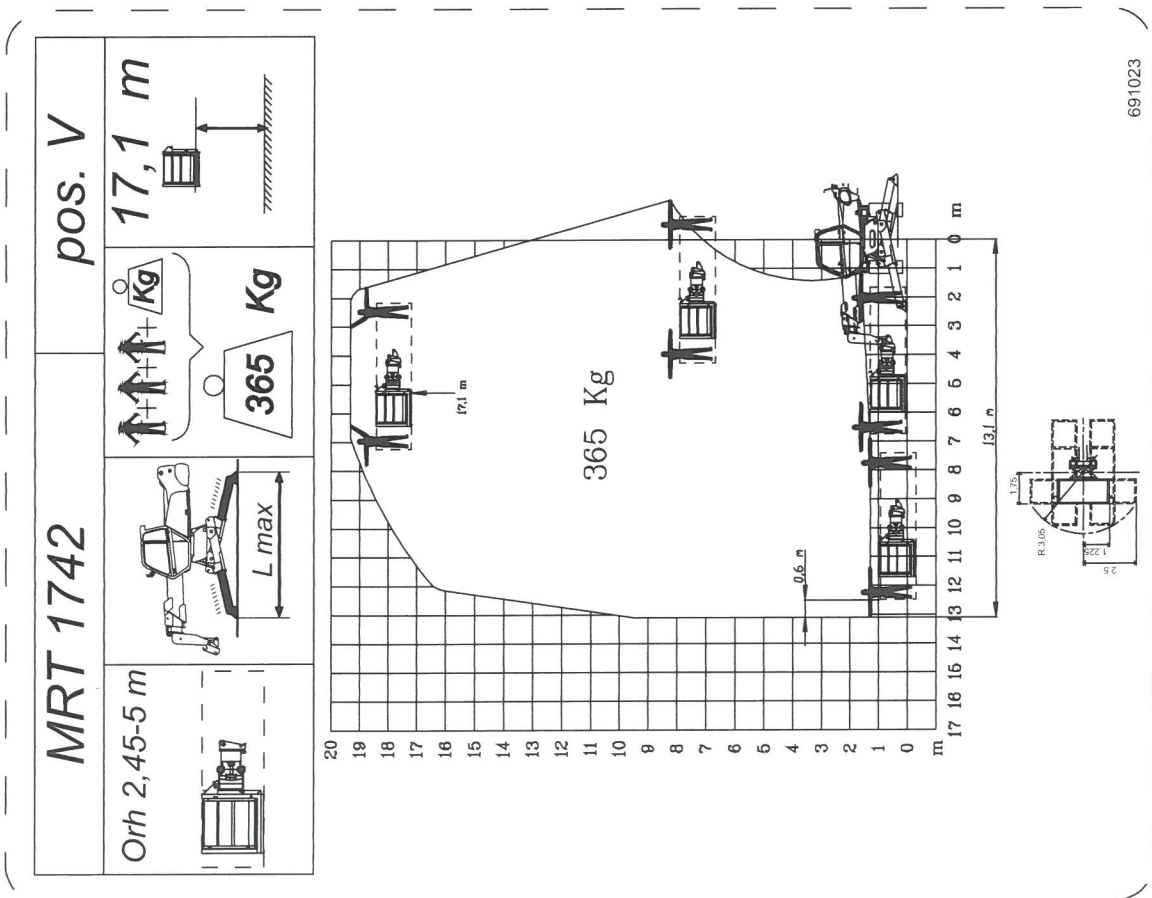 MRT 1742
pos. V
Orh 2,45-5 m
L max
Kg
365 Kg
17,1 m
20
19
18
17
16
15
14
13
12
11
10
9
8
7
6
5
4
3
2
1
0
m
17 16 16 15 14 13 12 11 10 9 8 7 6 5 4 3 2 1 0 m
17,1 m
365 Kg
0,6 m
13,1 m
1,75
R 3.05
1.225
2.5
691023